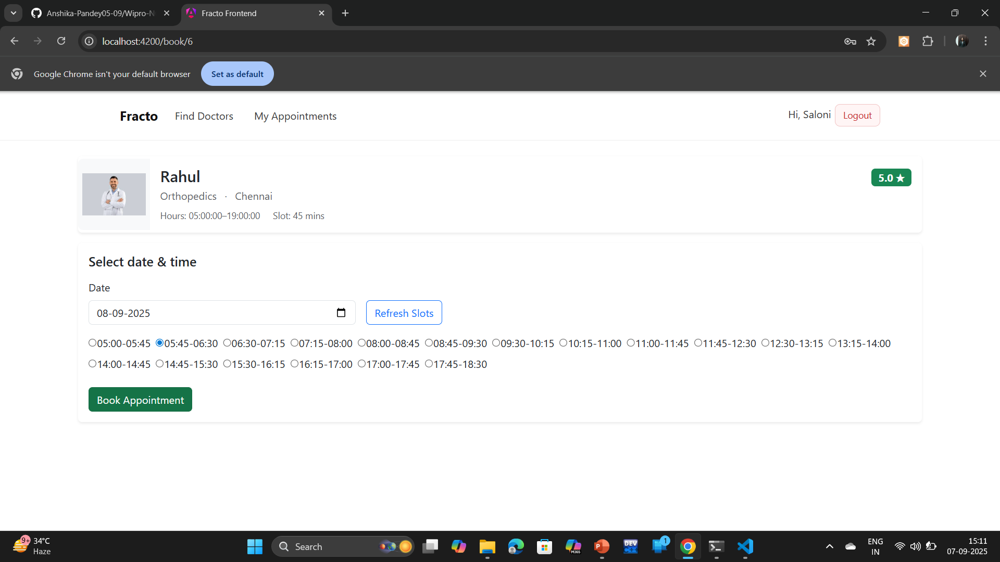 Anshika-Pandey05-09/Wipro-N
Fracto Frontend
localhost:4200/book/6
Google Chrome isn't your default browser
Set as default
Fracto
Find Doctors
My Appointments
Hi, Saloni
Logout
Rahul
5.0 ★
Orthopedics · Chennai
Hours: 05:00:00–19:00:00 Slot: 45 mins
Select date & time
Date
08-09-2025
Refresh Slots
05:00-05:45 05:45-06:30 06:30-07:15 07:15-08:00 08:00-08:45 08:45-09:30 09:30-10:15 10:15-11:00 11:00-11:45 11:45-12:30 12:30-13:15 13:15-14:00
14:00-14:45 14:45-15:30 15:30-16:15 16:15-17:00 17:00-17:45 17:45-18:30
Book Appointment
9+
34°C
Haze
Search
M365
P
DEV
1
ENG
IN
15:11
07-09-2025